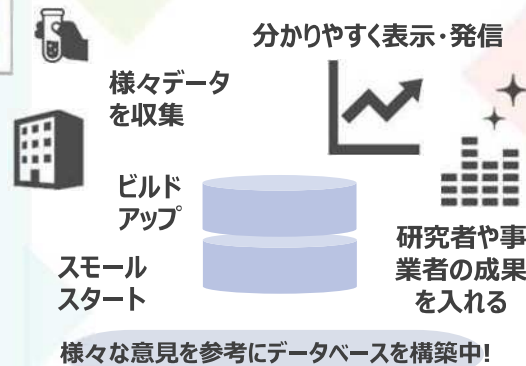 分かりやすく表示・発信
様々データ
を収集
ビルド
アップ
スモール
スタート
研究者や事
業者の成果
を入れる
様々な意見を参考にデータベースを構築中!